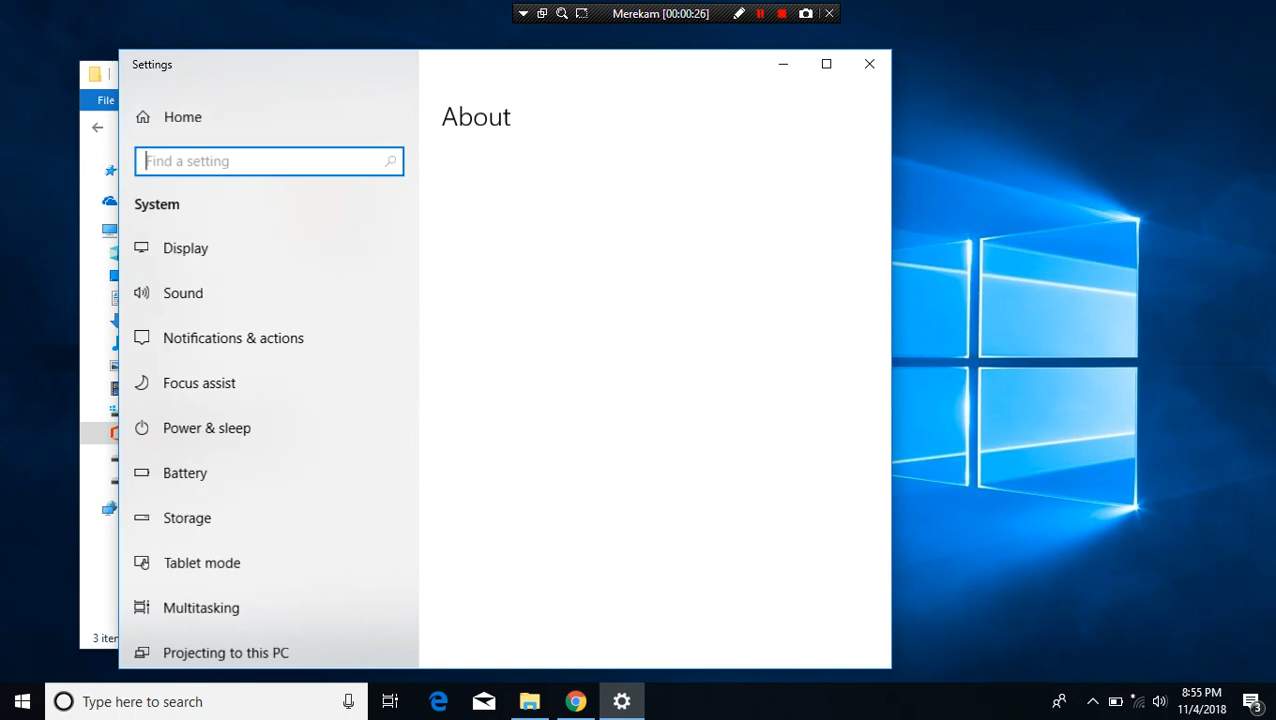 Merekam [00:00:26]
Settings
File
Home
About
Find a setting
System
Display
Sound
Notifications & actions
Focus assist
Power & sleep
Battery
Storage
Tablet mode
Multitasking
Projecting to this PC
3 iter
Type here to search
8:55 PM
11/4/2018
3